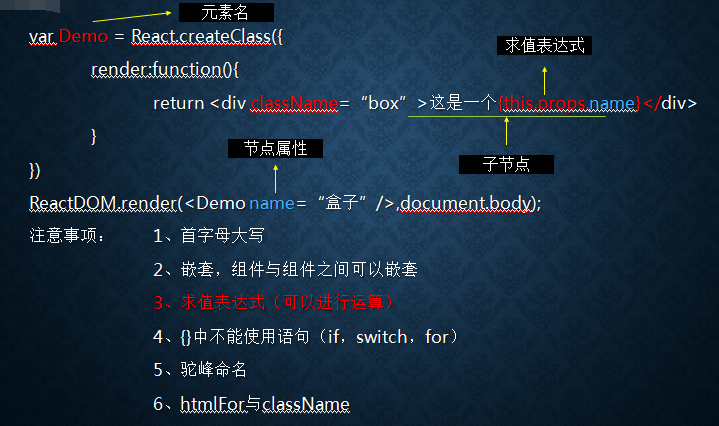 元素名
var Demo = React.createClass({
求值表达式
render:function(){
return <div className=“box”>这是一个{this.props.name}</div>
}
节点属性
子节点
})
ReactDOM.render(<Demo name=“盒子”/>,document.body);
注意事项： 1、首字母大写
2、嵌套，组件与组件之间可以嵌套
3、求值表达式（可以进行运算）
4、{}中不能使用语句（if，switch，for）
5、驼峰命名
6、htmlFor与className